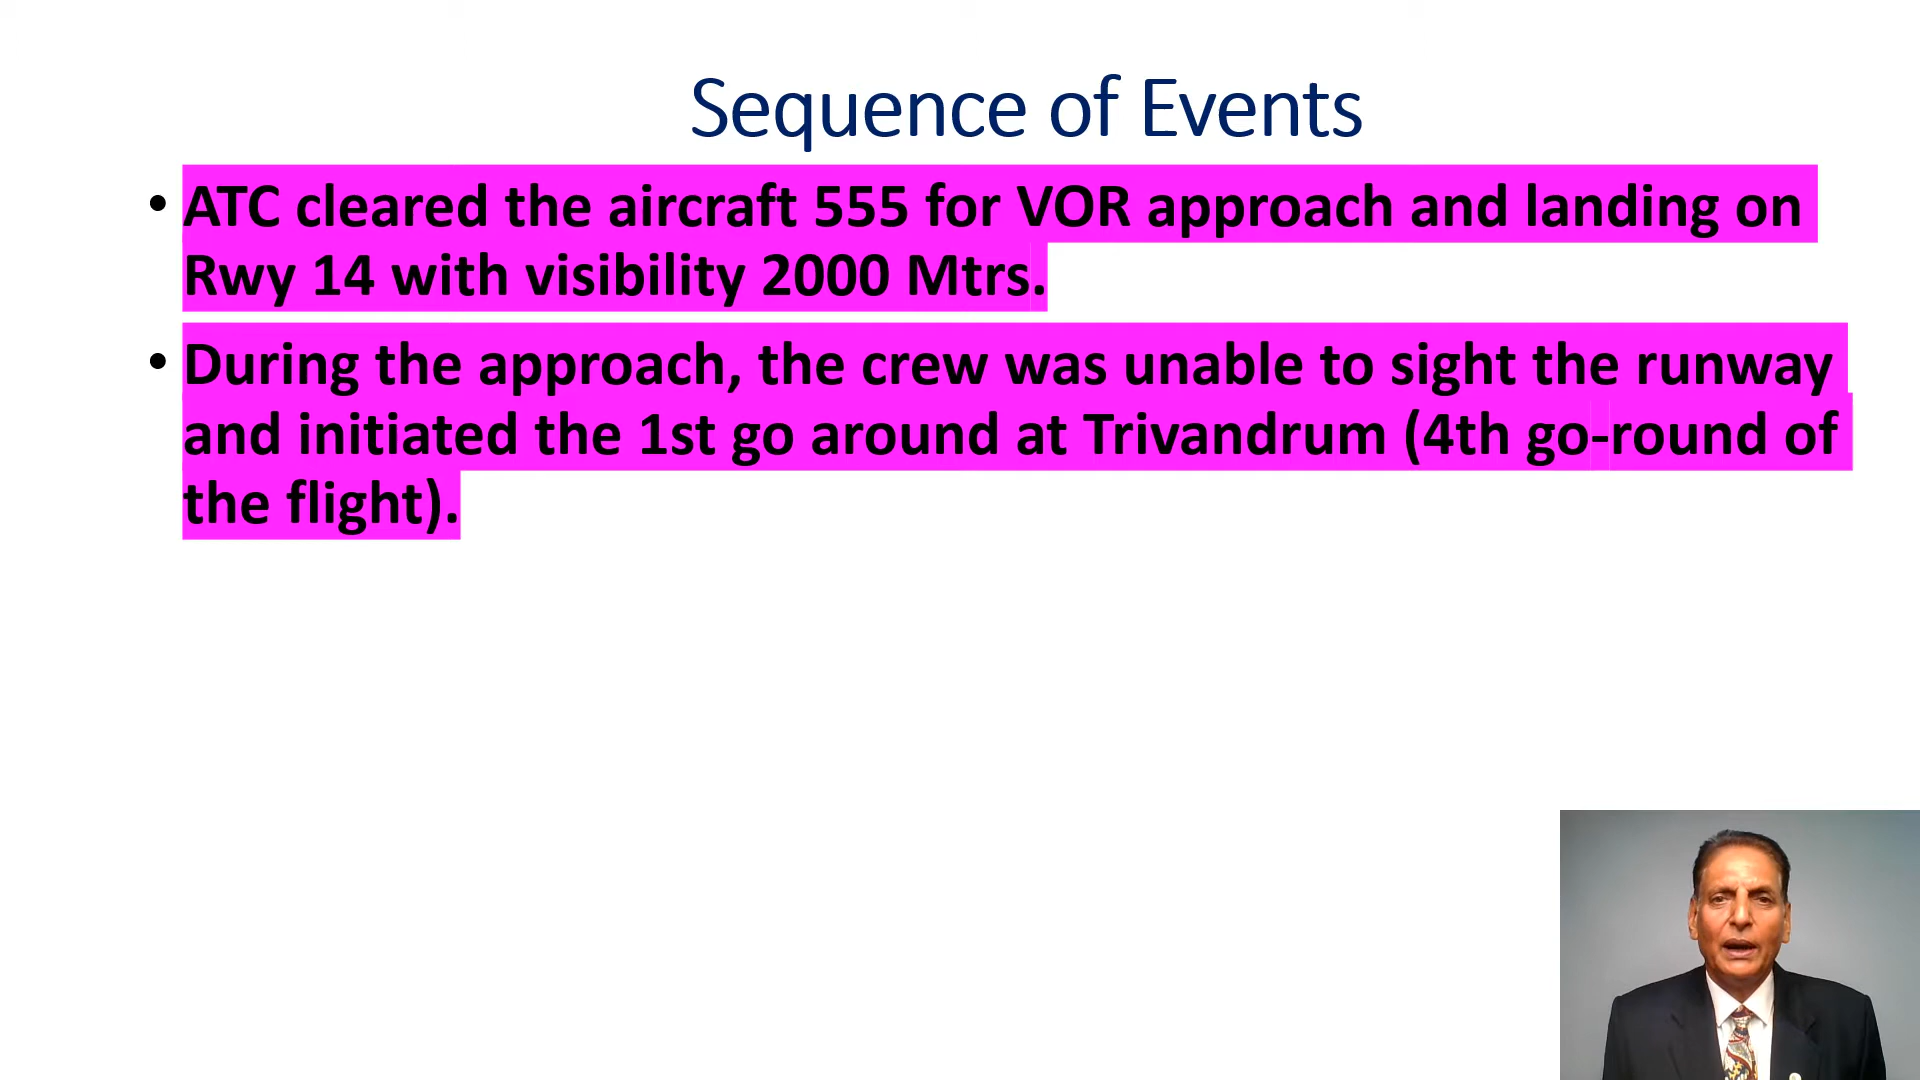 Sequence of Events
• ATC cleared the aircraft 555 for VOR approach and landing on
Rwy 14 with visibility 2000 Mtrs.
• During the approach, the crew was unable to sight the runway
and initiated the 1st go around at Trivandrum (4th go-round of
the flight).